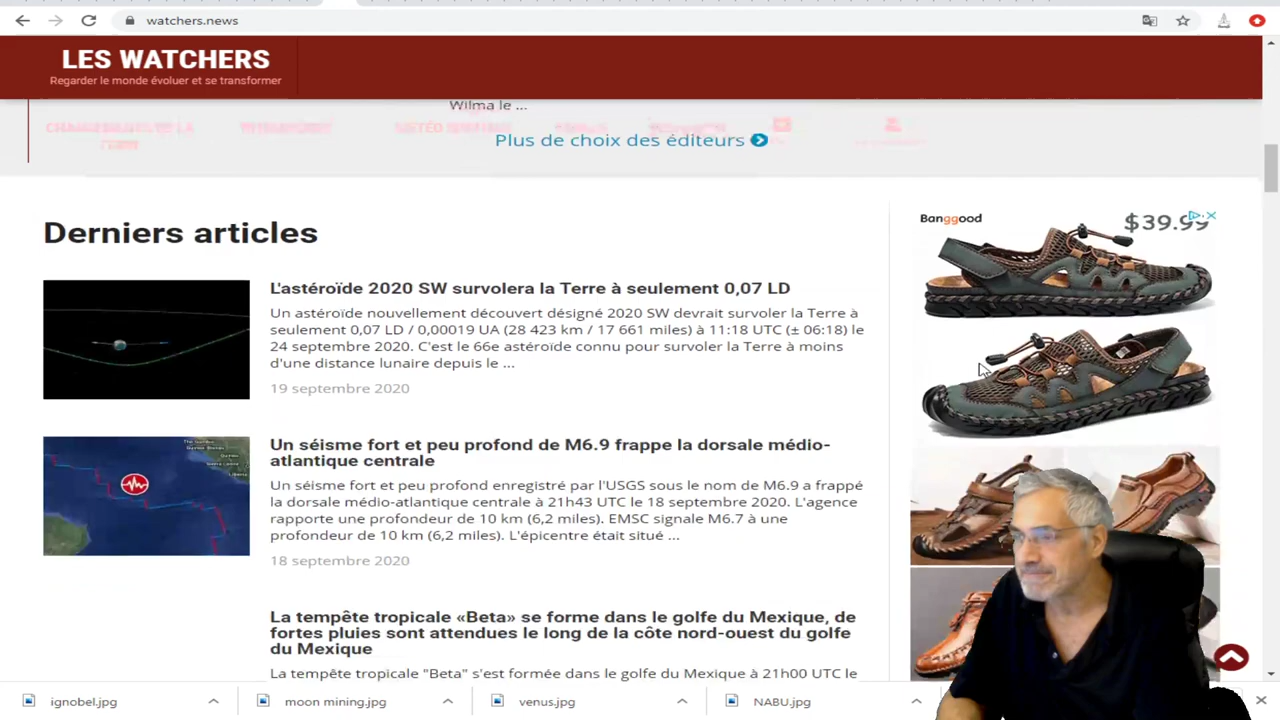 watchers.news
LES WATCHERS
Regarder le monde évoluer et se transformer
Wilma le ...
Plus de choix des éditeurs
Derniers articles
L'astéroïde 2020 SW survolera la Terre à seulement 0,07 LD
Un astéroïde nouvellement découvert désigné 2020 SW devrait survoler la Terre à
seulement 0,07 LD / 0,00019 UA (28 423 km / 17 661 miles) à 11:18 UTC (± 06:18) le
24 septembre 2020. C'est le 66e astéroïde connu pour survoler la Terre à moins
d'une distance lunaire depuis le ...
19 septembre 2020
Un séisme fort et peu profond de M6.9 frappe la dorsale médio-
atlantique centrale
Un séisme fort et peu profond enregistré par l'USGS sous le nom de M6.9 a frappé
la dorsale médio-atlantique centrale à 21h43 UTC le 18 septembre 2020. L'agence
rapporte une profondeur de 10 km (6,2 miles). EMSC signale M6.7 à une
profondeur de 10 km (6,2 miles). L'épicentre était situé ...
18 septembre 2020
La tempête tropicale «Beta» se forme dans le golfe du Mexique, de
fortes pluies sont attendues le long de la côte nord-ouest du golfe
du Mexique
La tempête tropicale "Beta" s'est formée dans le golfe du Mexique à 21h00 UTC le
Banggood
$39.99
ignobel.jpg
moon mining.jpg
venus.jpg
NABU.jpg